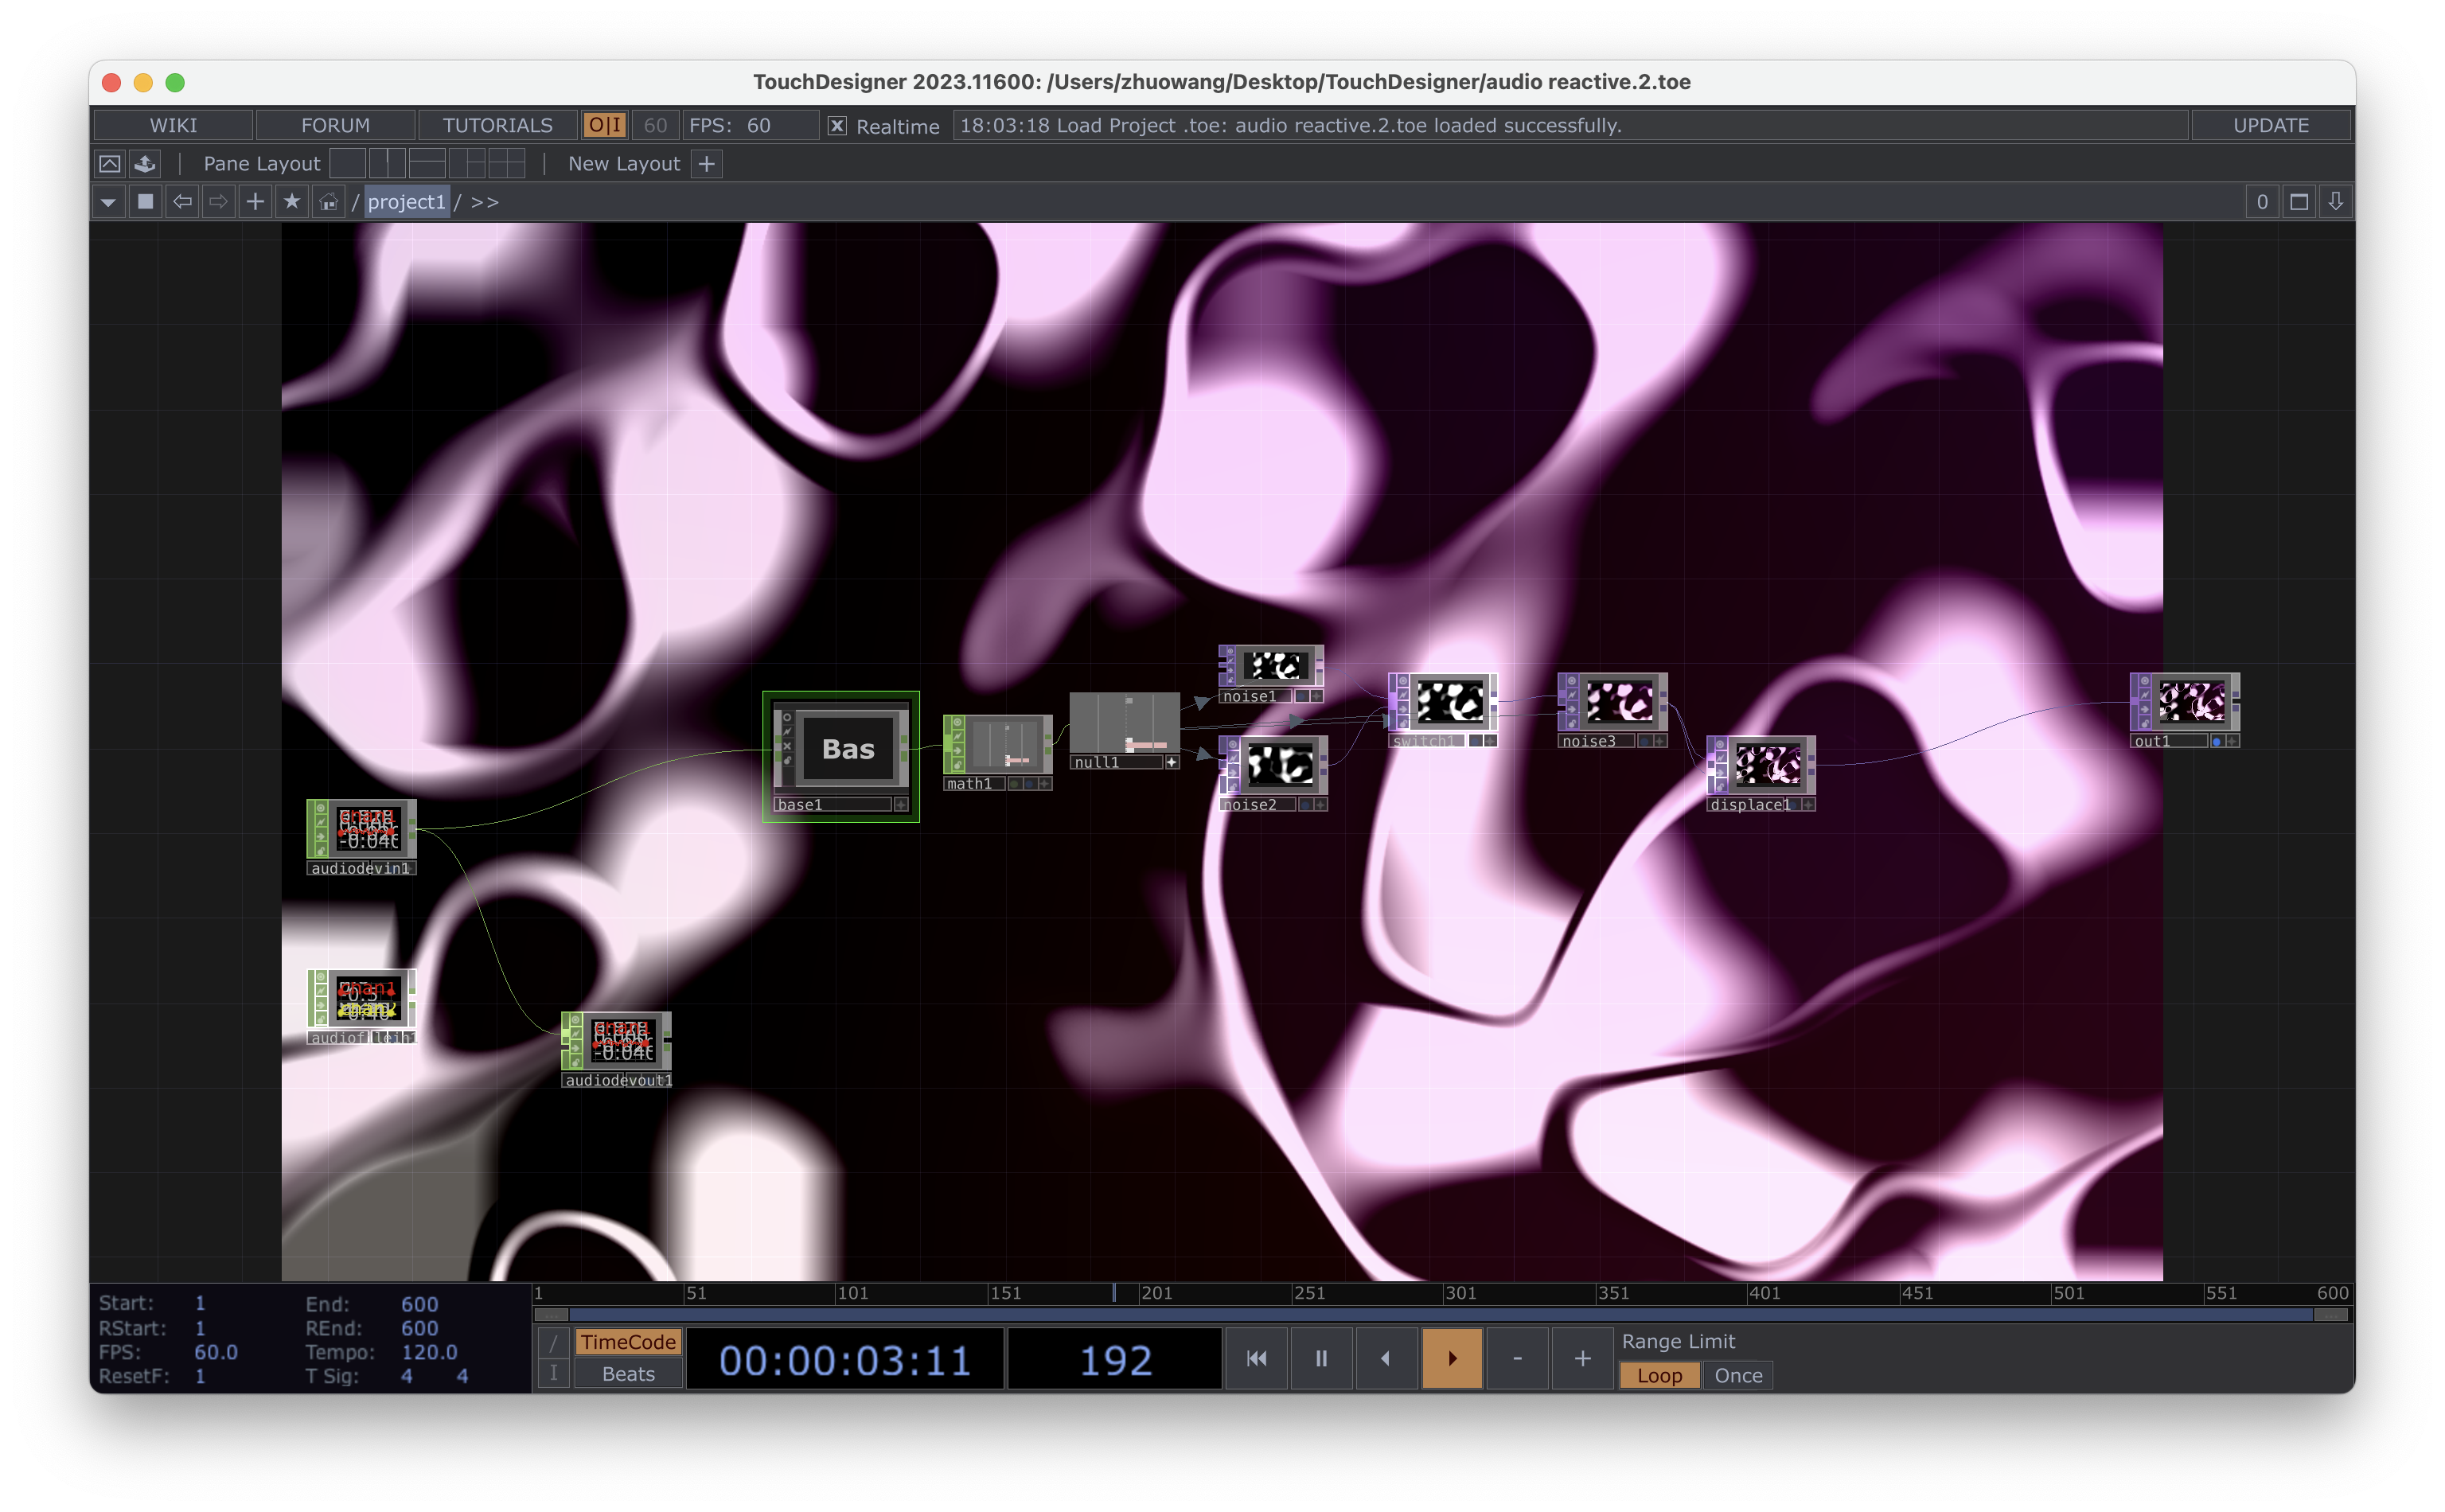 TouchDesigner 2023.11600: /Users/zhuowang/Desktop/TouchDesigner/audio reactive.2.toe
WIKI FORUM TUTORIALS O|I 60 FPS: 60 X Realtime 18:03:18 Load Project .toe: audio reactive.2.toe loaded successfully. UPDATE
Pane Layout New Layout +
/ project1 / >> 0
noise1
switch1
noise3
out1
Bas
base1
math1
null1
noise2
displace1
chan1
audiodevin1
chan1
audiofilein1
chan1
audiodevout1
1 51 101 151 201 251 301 351 401 451 501 551 600
Start: 1 End: 600
RStart: 1 REnd: 600
FPS: 60.0 Tempo: 120.0
ResetF: 1 T Sig: 4 4
/ TimeCode
I Beats
00:00:03:11 192 - +
Range Limit
Loop Once